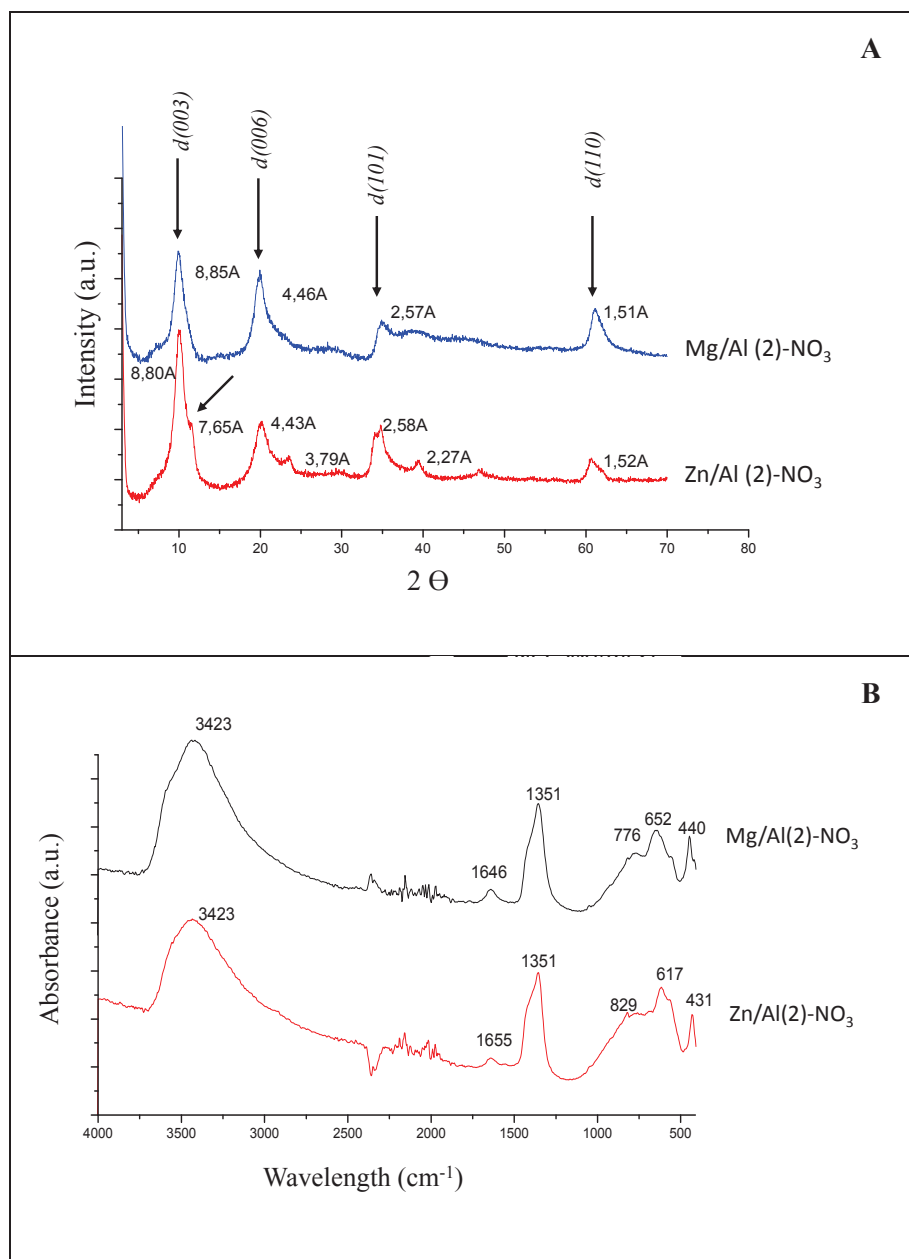 A
d(003)
d(006)
d(101)
d(110)
Intensity (a.u.)
8,85A
4,46A
2,57A
1,51A
Mg/Al (2)-NO₃
8,80A
7,65A
4,43A
3,79A
2,58A
2,27A
1,52A
Zn/Al (2)-NO₃
10
20
30
40
50
60
70
80
2 Θ
B
Absorbance (a.u.)
3423
1646
1351
776
652
440
Mg/Al(2)-NO₃
3423
1655
1351
829
617
431
Zn/Al(2)-NO₃
4000
3500
3000
2500
2000
1500
1000
500
Wavelength (cm⁻¹)